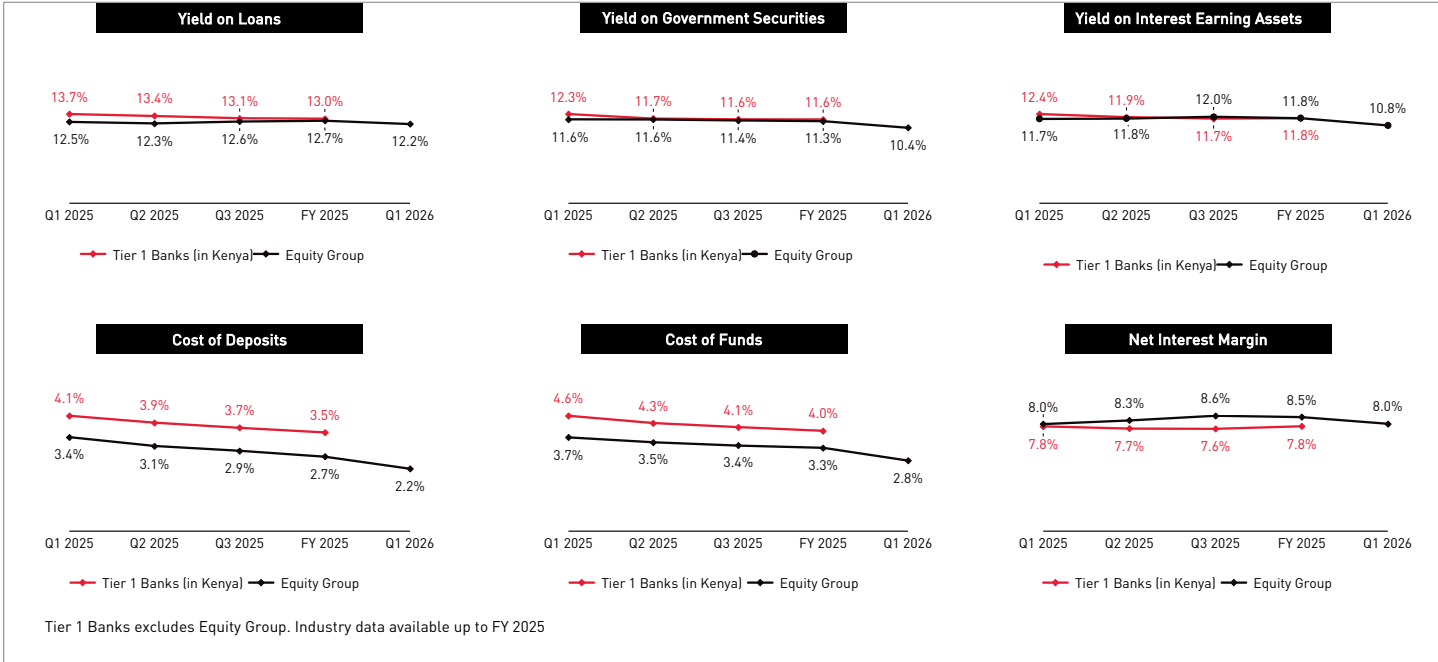 Yield on Loans
13.7% 13.4% 13.1% 13.0%
12.5% 12.3% 12.6% 12.7% 12.2%
Q1 2025 Q2 2025 Q3 2025 FY 2025 Q1 2026
Tier 1 Banks (in Kenya) Equity Group
Yield on Government Securities
12.3% 11.7% 11.6% 11.6%
11.6% 11.6% 11.4% 11.3% 10.4%
Q1 2025 Q2 2025 Q3 2025 FY 2025 Q1 2026
Tier 1 Banks (in Kenya) Equity Group
Yield on Interest Earning Assets
12.4% 11.9% 12.0% 11.8% 10.8%
11.7% 11.8% 11.7% 11.8%
Q1 2025 Q2 2025 Q3 2025 FY 2025 Q1 2026
Tier 1 Banks (in Kenya) Equity Group
Cost of Deposits
4.1% 3.9% 3.7% 3.5%
3.4% 3.1% 2.9% 2.7% 2.2%
Q1 2025 Q2 2025 Q3 2025 FY 2025 Q1 2026
Tier 1 Banks (in Kenya) Equity Group
Cost of Funds
4.6% 4.3% 4.1% 4.0%
3.7% 3.5% 3.4% 3.3% 2.8%
Q1 2025 Q2 2025 Q3 2025 FY 2025 Q1 2026
Tier 1 Banks (in Kenya) Equity Group
Net Interest Margin
8.0% 8.3% 8.6% 8.5% 8.0%
7.8% 7.7% 7.6% 7.8%
Q1 2025 Q2 2025 Q3 2025 FY 2025 Q1 2026
Tier 1 Banks (in Kenya) Equity Group
Tier 1 Banks excludes Equity Group. Industry data available up to FY 2025